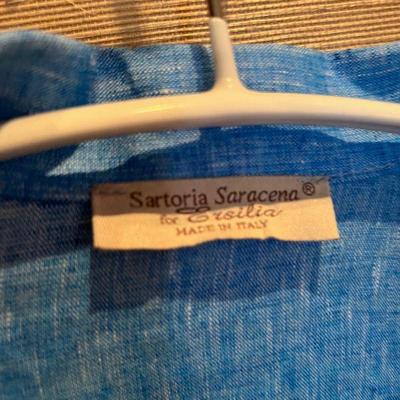 Sartoria Saracena®
for Ersilia
MADE IN ITALY